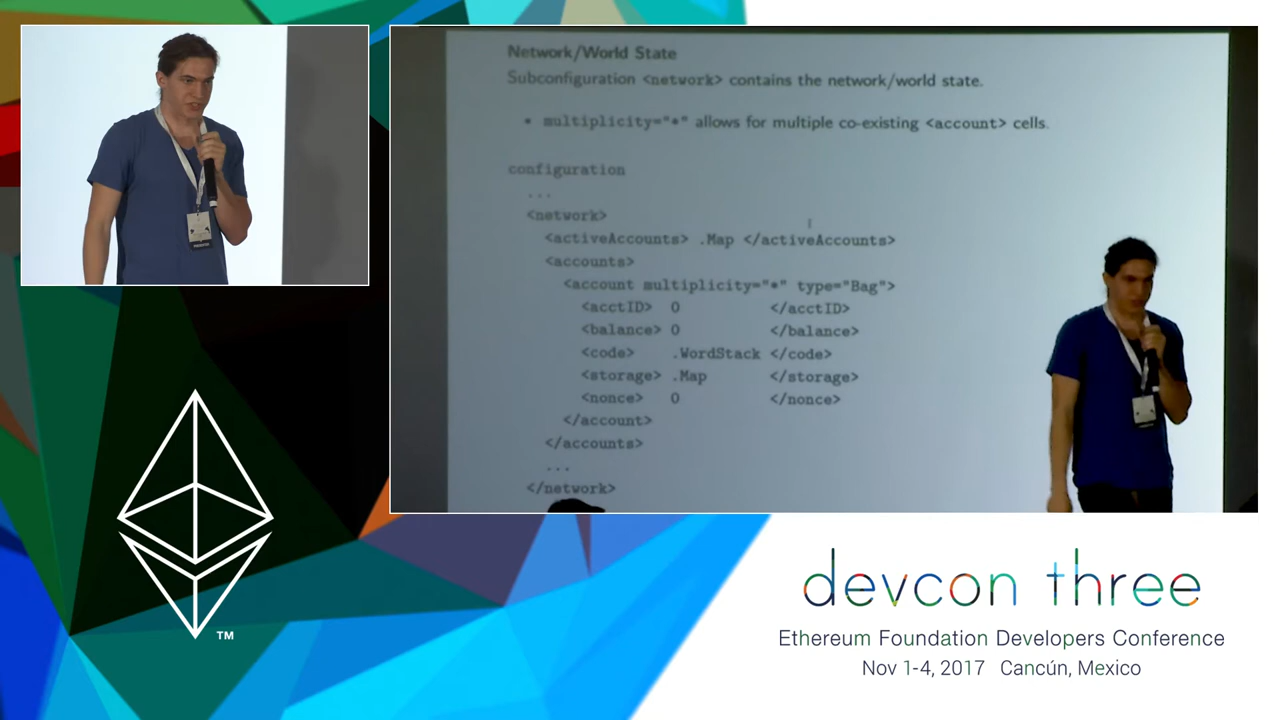 Network/World State
Subconfiguration <network> contains the network/world state.
• multiplicity="*" allows for multiple co-existing <account> cells.
configuration
...
<network>
<activeAccounts> .Map </activeAccounts>
<accounts>
<account multiplicity="*" type="Bag">
<acctID> 0 </acctID>
<balance> 0 </balance>
<code> .WordStack </code>
<storage> .Map </storage>
<nonce> 0 </nonce>
</account>
</accounts>
...
</network>
TM
devcon three
Ethereum Foundation Developers Conference
Nov 1-4, 2017 Cancún, Mexico